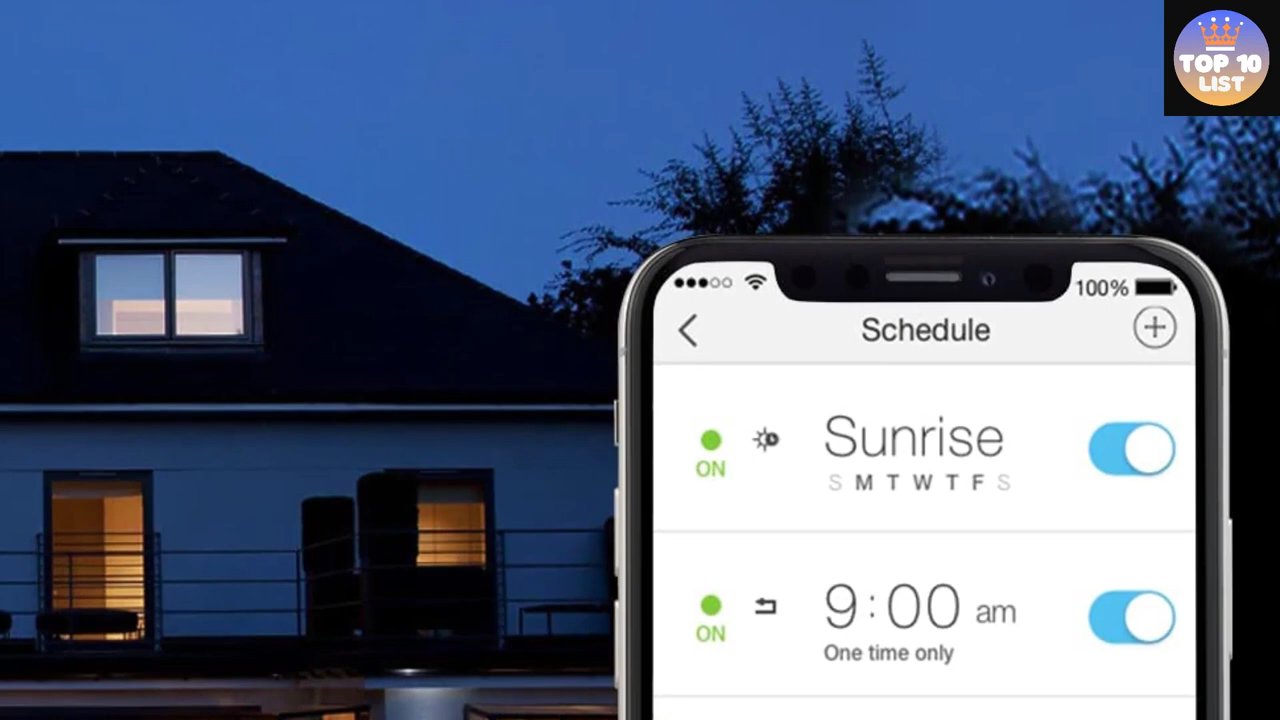 TOP 10
LIST
100%
Schedule
ON
Sunrise
S M T W T F S
ON
9:00 am
One time only